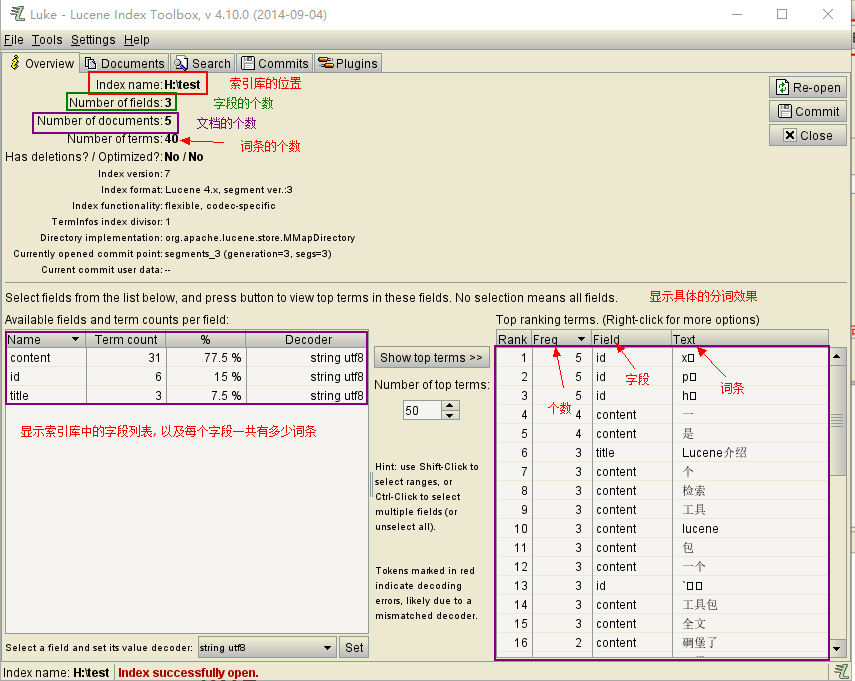 Luke - Lucene Index Toolbox, v 4.10.0 (2014-09-04)
File Tools Settings Help
Overview Documents Search Commits Plugins
Index name: H:\test 索引库的位置
Re-open
Number of fields: 3 字段的个数
Commit
Number of documents: 5 文档的个数
Close
Number of terms: 40 词条的个数
Has deletions? / Optimized?: No / No
Index version: 7
Index format: Lucene 4.x, segment ver.:3
Index functionality: flexible, codec-specific
TermInfos index divisor: 1
Directory implementation: org.apache.lucene.store.MMapDirectory
Currently opened commit point: segments_3 (generation=3, segs=3)
Current commit user data: --
Select fields from the list below, and press button to view top terms in these fields. No selection means all fields. 显示具体的分词效果
Available fields and term counts per field:
Name Term count % Decoder
content 31 77.5 % string utf8
id 6 15 % string utf8
title 3 7.5 % string utf8
显示索引库中的字段列表, 以及每个字段一共有多少词条
Show top terms >>
Number of top terms:
50
Hint: use Shift-Click to
select ranges, or
Ctrl-Click to select
multiple fields (or
unselect all).
Tokens marked in red
indicate decoding
errors, likely due to a
mismatched decoder.
Top ranking terms. (Right-click for more options)
Rank Freq Field Text
1 5 id x□
2 5 id p□
3 5 id h□
个数 字段 词条
4 4 content 一
5 4 content 是
6 3 title Lucene介绍
7 3 content 个
8 3 content 检索
9 3 content 工具
10 3 content lucene
11 3 content 包
12 3 content 一个
13 3 id `□□
14 3 content 工具包
15 3 content 全文
16 2 content 碉堡了
Select a field and set its value decoder: string utf8 Set
Index name: H:\test Index successfully open.